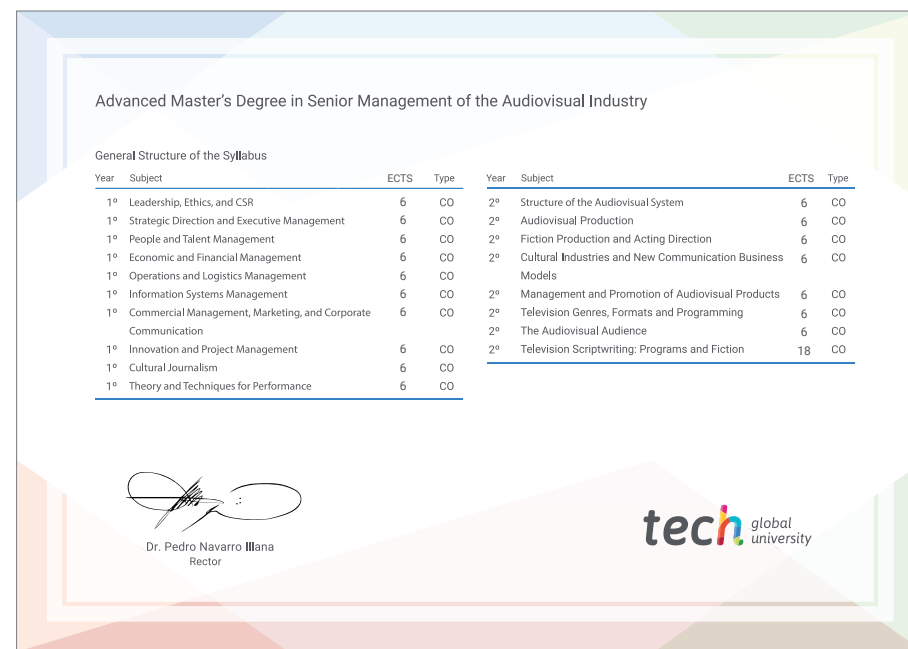 Advanced Master's Degree in Senior Management of the Audiovisual Industry
General Structure of the Syllabus
Year Subject ECTS Type
1º Leadership, Ethics, and CSR 6 CO
1º Strategic Direction and Executive Management 6 CO
1º People and Talent Management 6 CO
1º Economic and Financial Management 6 CO
1º Operations and Logistics Management 6 CO
1º Information Systems Management 6 CO
1º Commercial Management, Marketing, and Corporate 6 CO
Communication
1º Innovation and Project Management 6 CO
1º Cultural Journalism 6 CO
1º Theory and Techniques for Performance 6 CO
Year Subject ECTS Type
2º Structure of the Audiovisual System 6 CO
2º Audiovisual Production 6 CO
2º Fiction Production and Acting Direction 6 CO
2º Cultural Industries and New Communication Business 6 CO
Models
2º Management and Promotion of Audiovisual Products 6 CO
2º Television Genres, Formats and Programming 6 CO
2º The Audiovisual Audience 6 CO
2º Television Scriptwriting: Programs and Fiction 18 CO
Dr. Pedro Navarro Illana
Rector
tech global
university